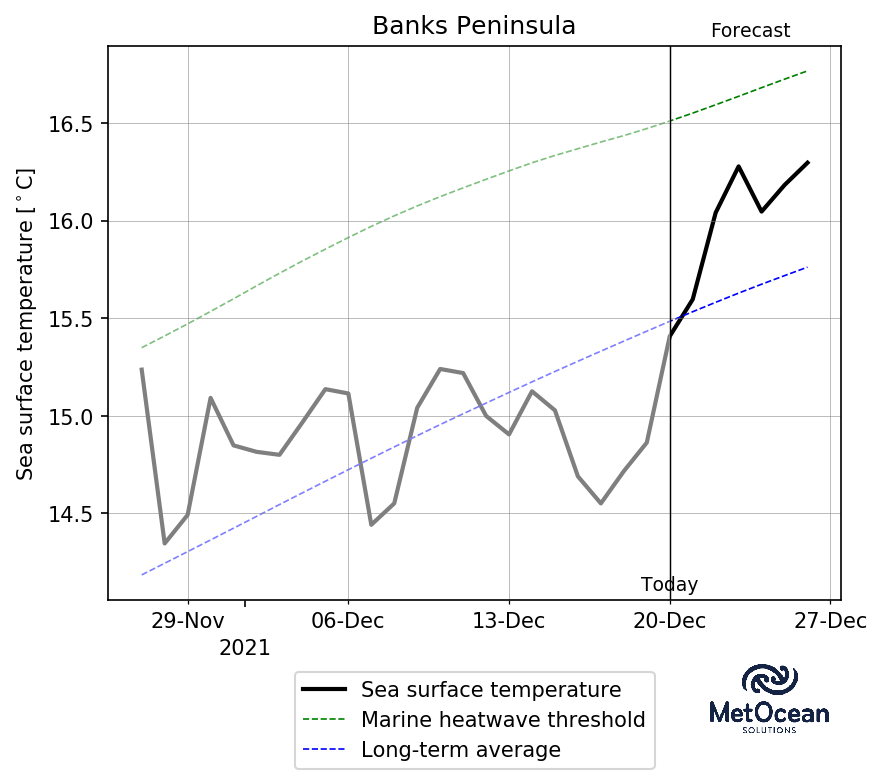 Banks Peninsula
Forecast
Sea surface temperature [°C]
16.5
16.0
15.5
15.0
14.5
Today
29-Nov 06-Dec 13-Dec 20-Dec 27-Dec
2021
Sea surface temperature
Marine heatwave threshold
Long-term average
MetOcean
SOLUTIONS